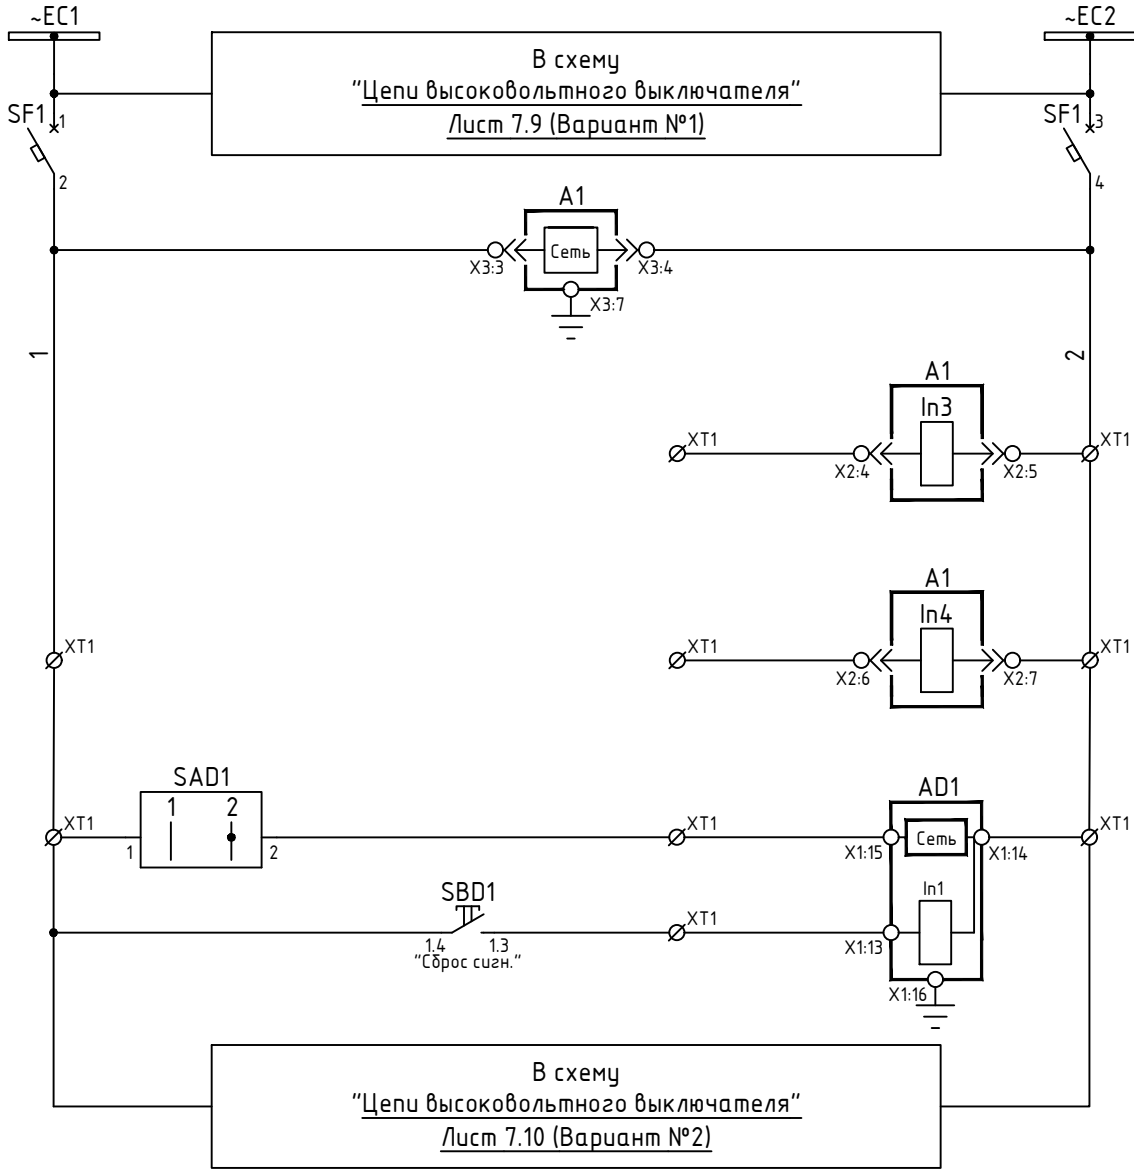 ~EC1
~EC2
В схему
"Цепи высоковольтного выключателя"
Лист 7.9 (Вариант №1)
SF1
1
2
SF1
3
4
A1
Сеть
X3:3
X3:4
X3:7
1
2
A1
In3
XT1
X2:4
X2:5
XT1
A1
In4
XT1
XT1
X2:6
X2:7
XT1
SAD1
1
2
XT1
1
2
XT1
AD1
Сеть
X1:15
X1:14
XT1
SBD1
1.4
1.3
"Сброс сигн."
XT1
In1
X1:13
X1:16
В схему
"Цепи высоковольтного выключателя"
Лист 7.10 (Вариант №2)